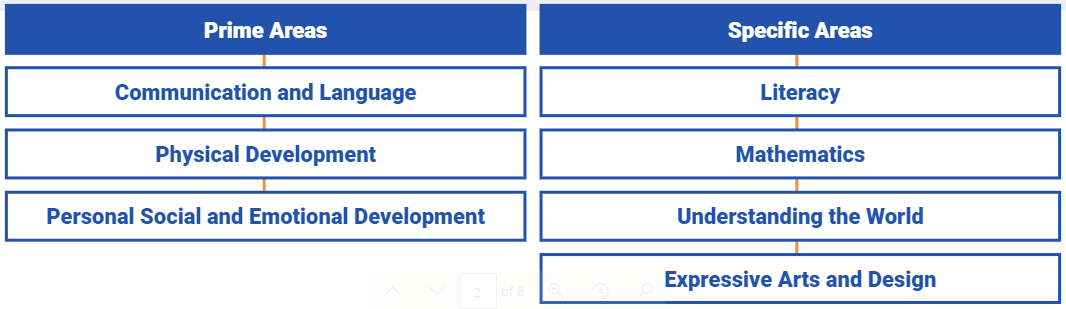 Prime Areas
Communication and Language
Physical Development
Personal Social and Emotional Development
Specific Areas
Literacy
Mathematics
Understanding the World
Expressive Arts and Design
2 of 8